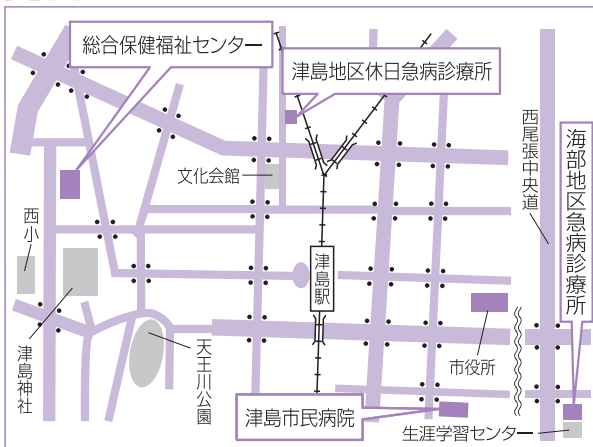 総合保健福祉センター
津島地区休日急病診療所
西尾張中央道
海部地区急病診療所
文化会館
西小
津島駅
津島神社
天王川公園
市役所
津島市民病院
生涯学習センター